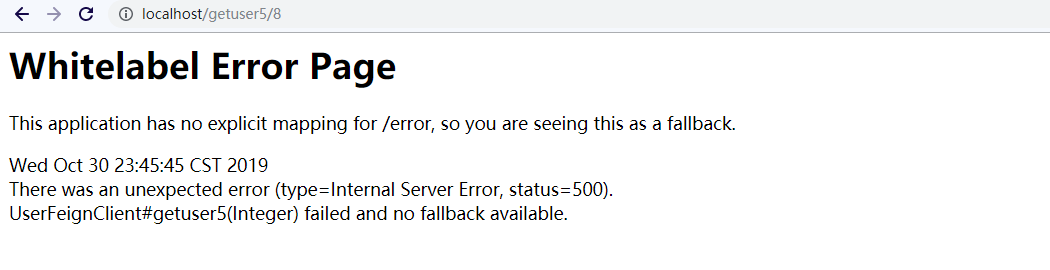 localhost/getuser5/8
Whitelabel Error Page
This application has no explicit mapping for /error, so you are seeing this as a fallback.
Wed Oct 30 23:45:45 CST 2019
There was an unexpected error (type=Internal Server Error, status=500).
UserFeignClient#getuser5(Integer) failed and no fallback available.